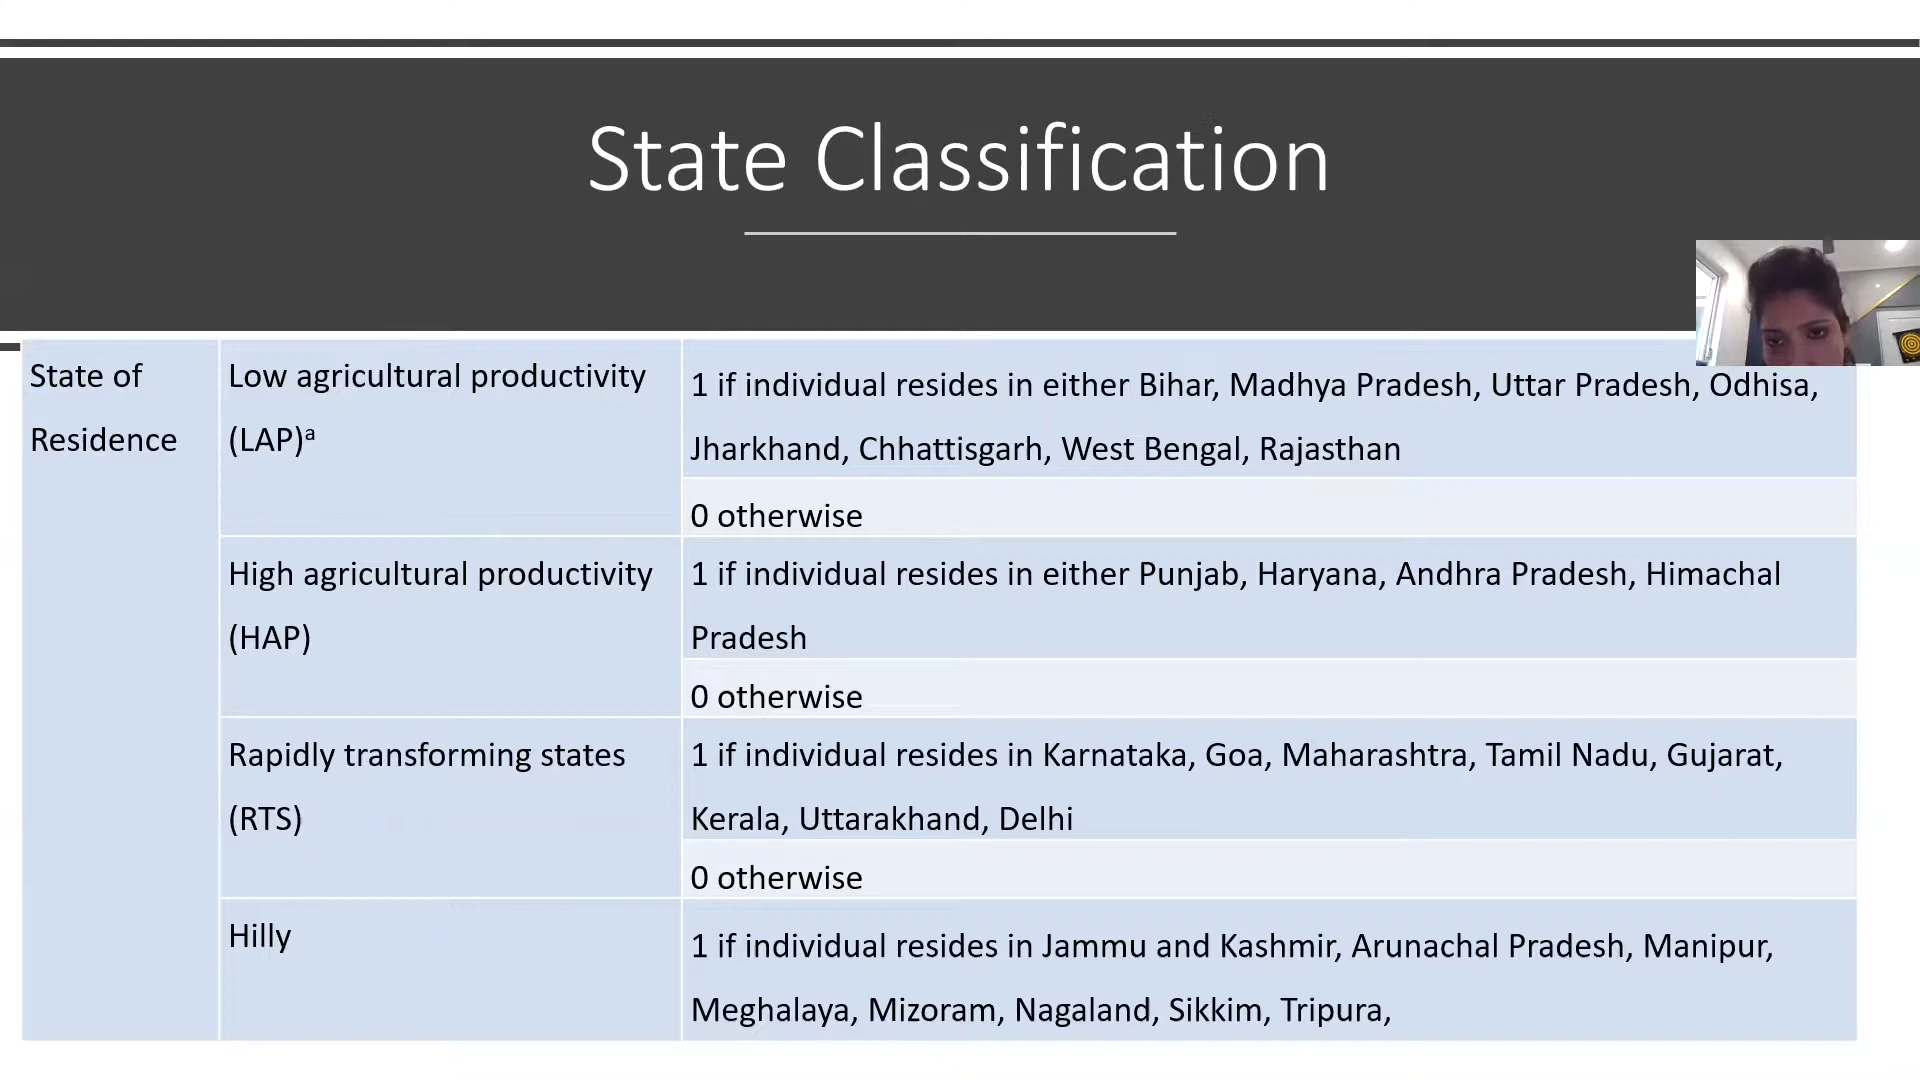 State Classification
State of
Residence
Low agricultural productivity
(LAP)ᵃ
1 if individual resides in either Bihar, Madhya Pradesh, Uttar Pradesh, Odhisa,
Jharkhand, Chhattisgarh, West Bengal, Rajasthan
0 otherwise
High agricultural productivity
(HAP)
1 if individual resides in either Punjab, Haryana, Andhra Pradesh, Himachal
Pradesh
0 otherwise
Rapidly transforming states
(RTS)
1 if individual resides in Karnataka, Goa, Maharashtra, Tamil Nadu, Gujarat,
Kerala, Uttarakhand, Delhi
0 otherwise
Hilly
1 if individual resides in Jammu and Kashmir, Arunachal Pradesh, Manipur,
Meghalaya, Mizoram, Nagaland, Sikkim, Tripura,